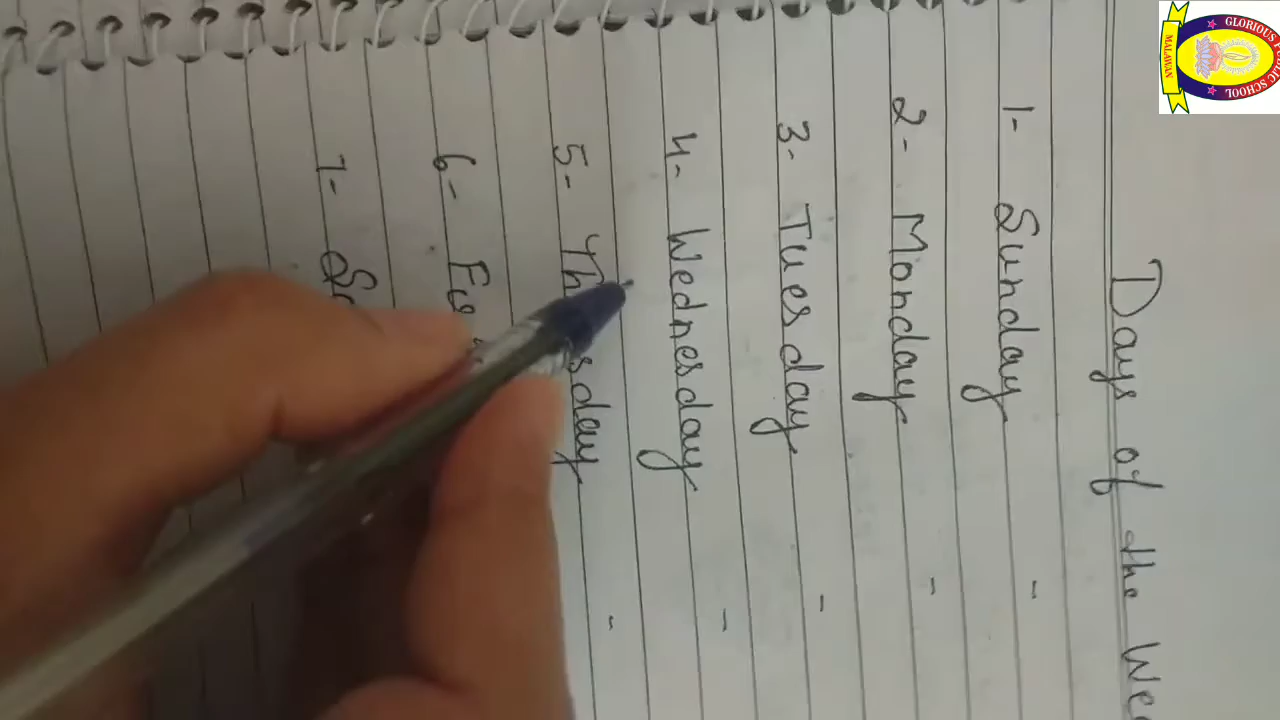 Days of the
1- Sunday -
2- Monday -
3- Tuesday -
4- Wednesday -
5- -
6-
7-
GLORIOUS
SCHOOL
MALAWAN